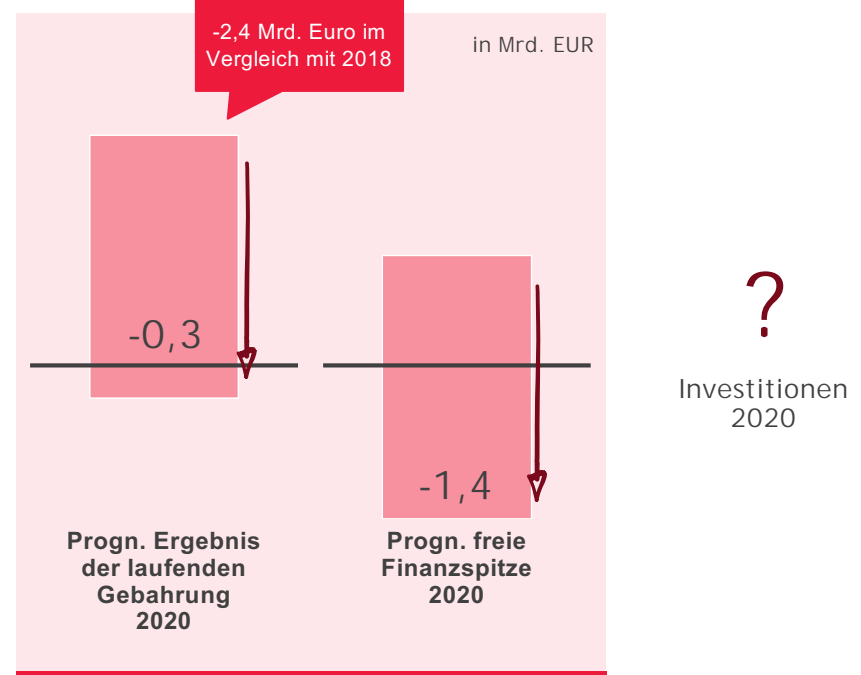 -2,4 Mrd. Euro im
Vergleich mit 2018
in Mrd. EUR
-0,3
-1,4
Progn. Ergebnis
der laufenden
Gebahrung
2020
Progn. freie
Finanzspitze
2020
?
Investitionen
2020